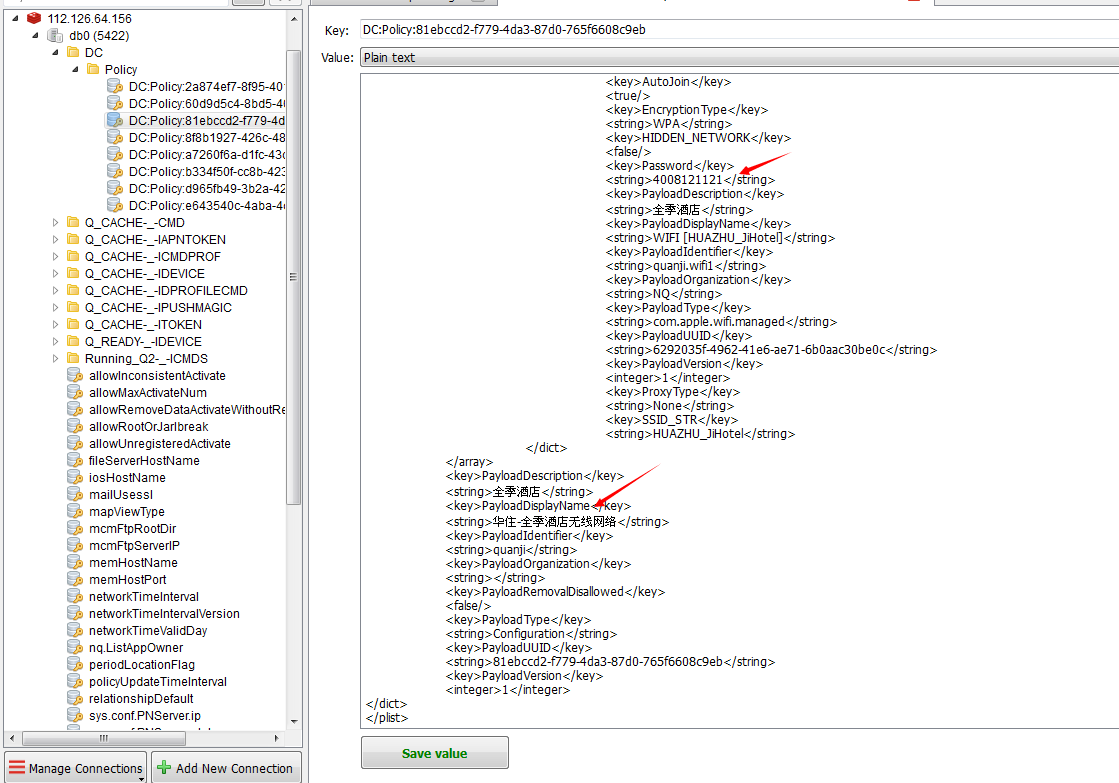 112.126.64.156
db0 (5422)
DC
Policy
DC:Policy:2a874ef7-8f95-40
DC:Policy:60d9d5c4-8bd5-4
DC:Policy:81ebccd2-f779-4d
DC:Policy:8f8b1927-426c-48
DC:Policy:a7260f6a-d1fc-43
DC:Policy:b334f50f-cc8b-423
DC:Policy:d965fb49-3b2a-42
DC:Policy:e643540c-4aba-4
Q_CACHE-_-CMD
Q_CACHE-_-IAPNTOKEN
Q_CACHE-_-ICMDPROF
Q_CACHE-_-IDEVICE
Q_CACHE-_-IDPROFILECMD
Q_CACHE-_-IPUSHMAGIC
Q_CACHE-_-ITOKEN
Q_READY-_-IDEVICE
Running_Q2-_-ICMDS
allowInconsistentActivate
allowMaxActivateNum
allowRemoveDataActivateWithoutRe
allowRootOrJarlbreak
allowUnregisteredActivate
fileServerHostName
iosHostName
mailUsessl
mapViewType
mcmFtpRootDir
mcmFtpServerIP
memHostName
memHostPort
networkTimeInterval
networkTimeIntervalVersion
networkTimeValidDay
nq.ListAppOwner
periodLocationFlag
policyUpdateTimeInterval
relationshipDefault
sys.conf.PNServer.ip
Manage Connections
Add New Connection
Key: DC:Policy:81ebccd2-f779-4da3-87d0-765f6608c9eb
Value: Plain text
<key>AutoJoin</key>
<true/>
<key>EncryptionType</key>
<string>WPA</string>
<key>HIDDEN_NETWORK</key>
<false/>
<key>Password</key>
<string>4008121121</string>
<key>PayloadDescription</key>
<string>全季酒店</string>
<key>PayloadDisplayName</key>
<string>WIFI [HUAZHU_JiHotel]</string>
<key>PayloadIdentifier</key>
<string>quanji.wifi1</string>
<key>PayloadOrganization</key>
<string>NQ</string>
<key>PayloadType</key>
<string>com.apple.wifi.managed</string>
<key>PayloadUUID</key>
<string>6292035f-4962-41e6-ae71-6b0aac30be0c</string>
<key>PayloadVersion</key>
<integer>1</integer>
<key>ProxyType</key>
<string>None</string>
<key>SSID_STR</key>
<string>HUAZHU_JiHotel</string>
</dict>
</array>
<key>PayloadDescription</key>
<string>全季酒店</string>
<key>PayloadDisplayName</key>
<string>华住-全季酒店无线网络</string>
<key>PayloadIdentifier</key>
<string>quanji</string>
<key>PayloadOrganization</key>
<string></string>
<key>PayloadRemovalDisallowed</key>
<false/>
<key>PayloadType</key>
<string>Configuration</string>
<key>PayloadUUID</key>
<string>81ebccd2-f779-4da3-87d0-765f6608c9eb</string>
<key>PayloadVersion</key>
<integer>1</integer>
</dict>
</plist>
Save value